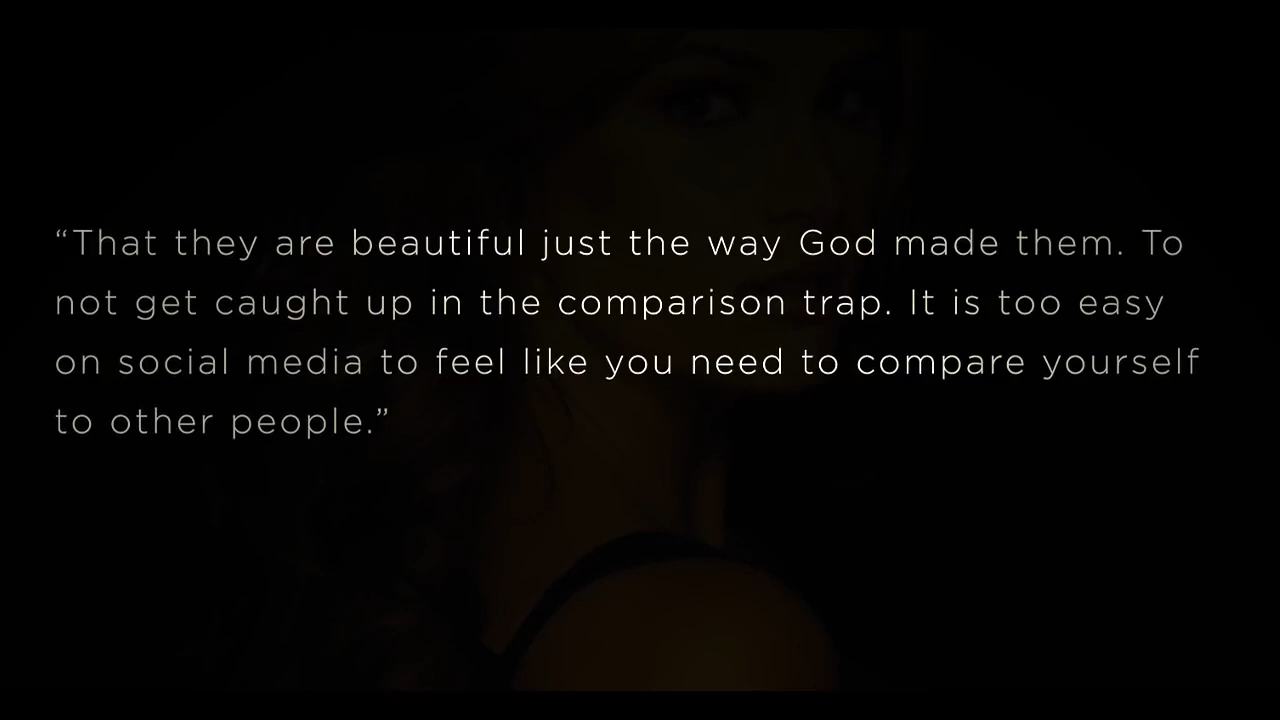 “That they are beautiful just the way God made them. To
not get caught up in the comparison trap. It is too easy
on social media to feel like you need to compare yourself
to other people.”